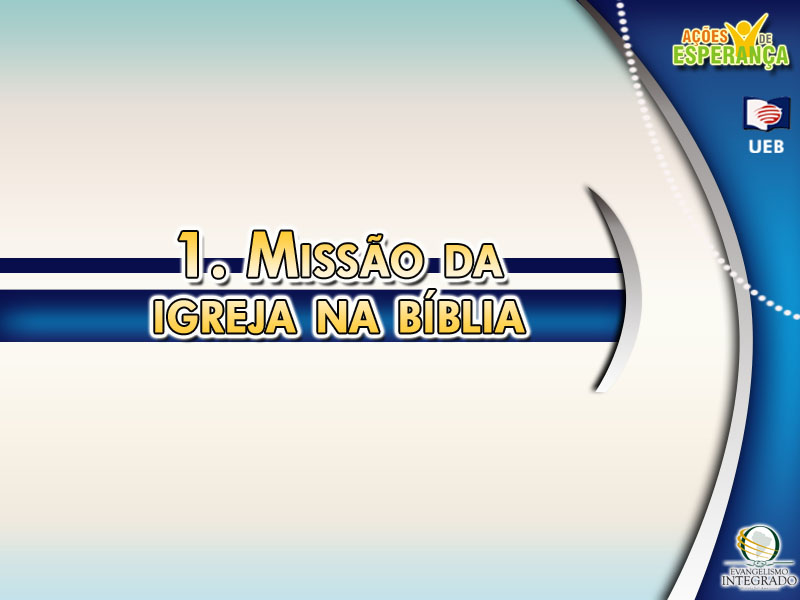 AÇÕES DE
ESPERANÇA
UEB
1. MISSÃO DA
IGREJA NA BÍBLIA
EVANGELISMO
INTEGRADO